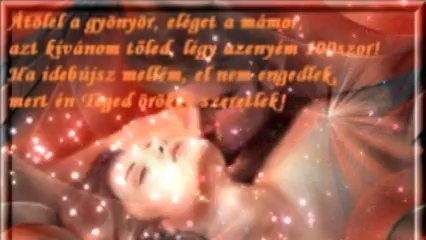 Átölel a gyönyör, eléget a mámor,
azt kívánom tőled, légy azenyém 100szor!
Ha idebújsz mellém, el nem engedlek,
mert én Téged örökre szeretlek!